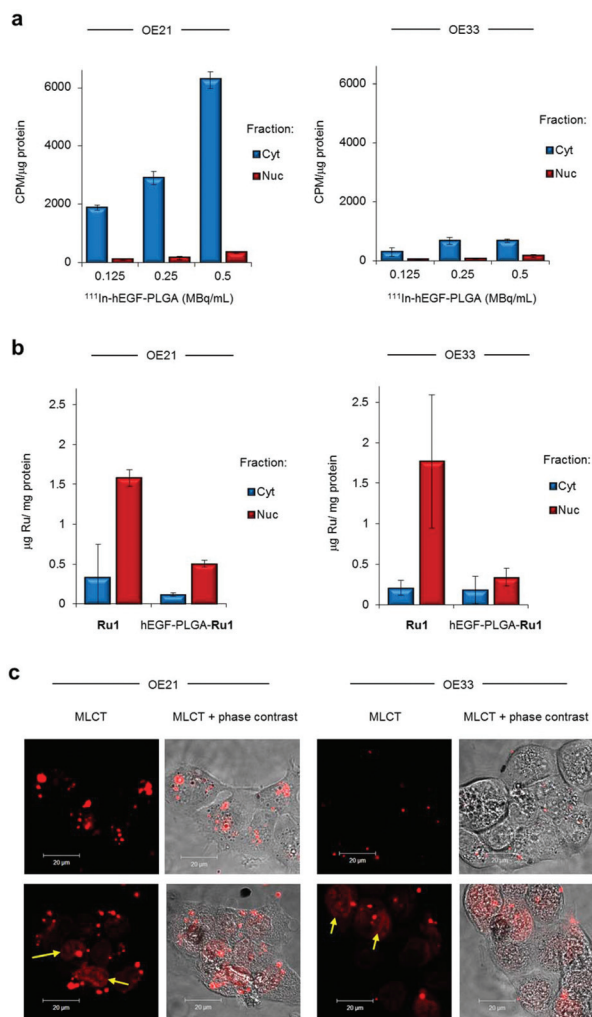 a
OE21
OE33
6000
4000
2000
0
CPM/µg protein
Fraction:
Cyt
Nuc
0.125 0.25 0.5
¹¹¹In-hEGF-PLGA (MBq/mL)
6000
4000
2000
0
CPM/µg protein
Fraction:
Cyt
Nuc
0.125 0.25 0.5
¹¹¹In-hEGF-PLGA (MBq/mL)
b
OE21
OE33
2.5
2
1.5
1
0.5
0
µg Ru/ mg protein
Fraction:
Cyt
Nuc
Ru1 hEGF-PLGA-Ru1
2.5
2
1.5
1
0.5
0
µg Ru/ mg protein
Fraction:
Cyt
Nuc
Ru1 hEGF-PLGA-Ru1
c
OE21
OE33
MLCT MLCT + phase contrast MLCT MLCT + phase contrast
20 µm 20 µm 20 µm 20 µm
20 µm 20 µm 20 µm 20 µm